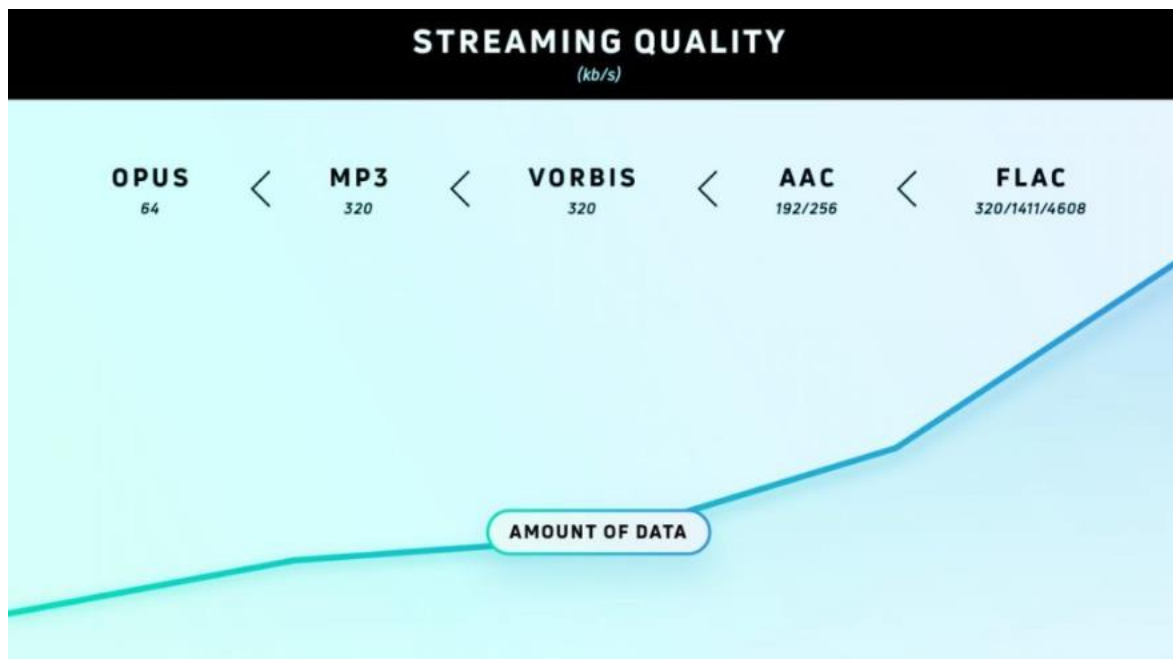 STREAMING QUALITY
(kb/s)
OPUS < MP3 < VORBIS < AAC < FLAC
64 320 320 192/256 320/1411/4608
AMOUNT OF DATA